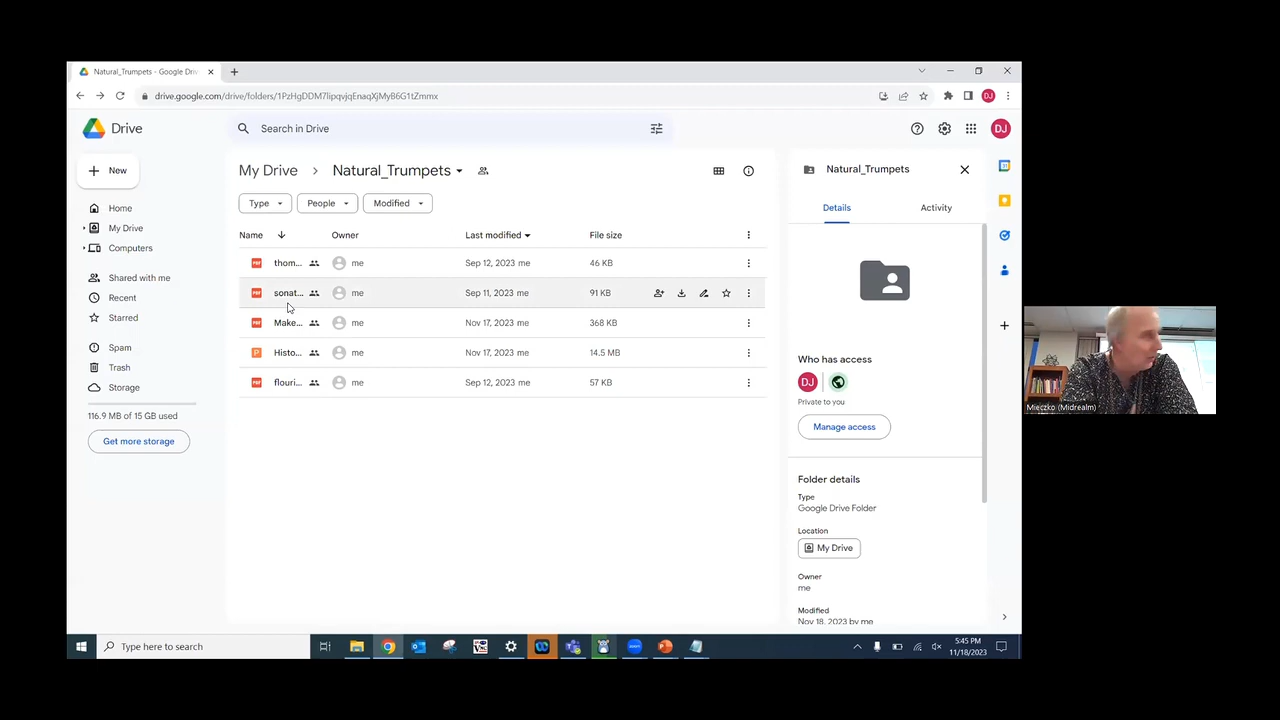 Natural_Trumpets - Google Driv
drive.google.com/drive/folders/1PzHgDDM7lipqvjqEnaqXjMyB6G1tZmmx
DJ
Drive
Search in Drive
DJ
New
My Drive
Natural_Trumpets
Natural_Trumpets
Type
People
Modified
Details
Activity
Home
My Drive
Computers
Shared with me
Recent
Starred
Spam
Trash
Storage
116.9 MB of 15 GB used
Get more storage
Name Owner Last modified File size
thom... me Sep 12, 2023 me 46 KB
sonat... me Sep 11, 2023 me 91 KB
Make... me Nov 17, 2023 me 368 KB
Histo... me Nov 17, 2023 me 14.5 MB
flouri... me Sep 12, 2023 me 57 KB
Who has access
DJ
Private to you
Manage access
Folder details
Type
Google Drive Folder
Location
My Drive
Owner
me
Modified
Nov 18, 2023 by me
Mieczko (Midrealm)
Type here to search
5:45 PM
11/18/2023